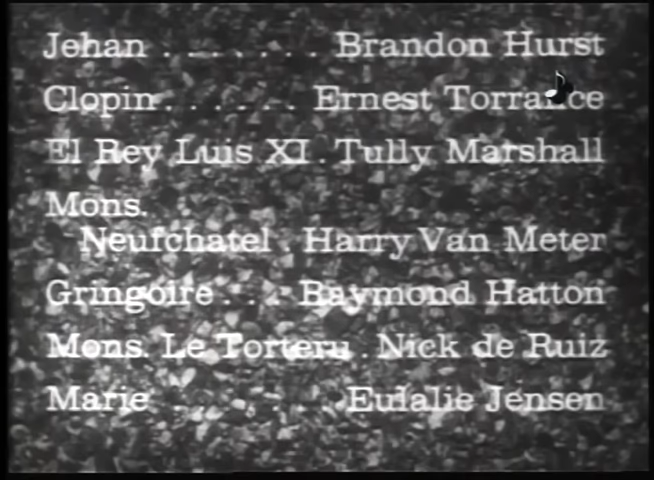 Jehan . . . . . . . Brandon Hurst
Clopin . . . . . . Ernest Torrance
El Rey Luis XI . Tully Marshall
Mons.
Neufchatel . Harry Van Meter
Gringoire . . . Raymond Hatton
Mons. Le Torteru . Nick de Ruiz
Marie . . . . . . . Eulalie Jensen